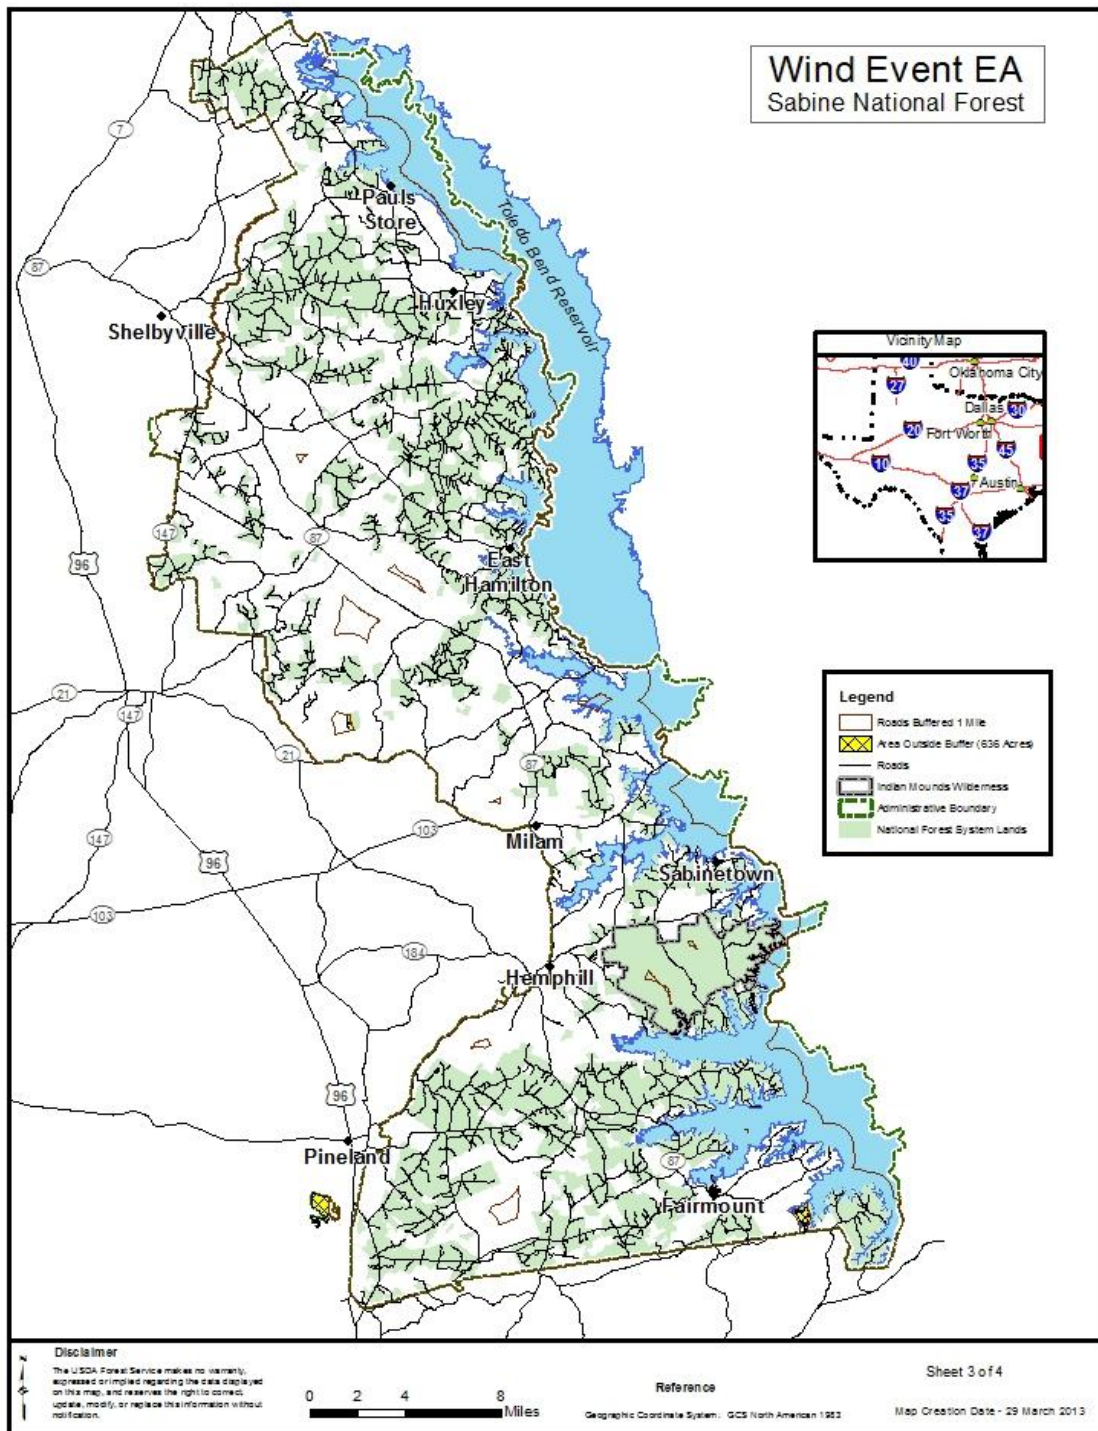 Wind Event EA
Sabine National Forest
7
Pauls
Store
Toledo Bend Reservoir
87
Huxley
Shelbyville
Vicinity Map
40
Oklahoma City
27
Dallas
30
20
Fort Worth
45
10
35
Austin
37
35
37
147
87
96
East
Hamilton
21
147
21
87
Legend
Roads Buffered 1 Mile
Area Outside Buffer (636 Acres)
Roads
Indian Mounds Wilderness
Administrative Boundary
National Forest System Lands
103
Milam
147
96
Sabinetown
103
184
Hemphill
96
Pineland
87
Fairmount
Disclaimer
N
The USDA Forest Service makes no warranty,
expressed or implied regarding the data displayed
on this map, and reserves the right to correct,
update, modify, or replace this information without
notification.
0 2 4 8
Miles
Reference
Geographic Coordinate System: GCS North American 1983
Sheet 3 of 4
Map Creation Date - 29 March 2013